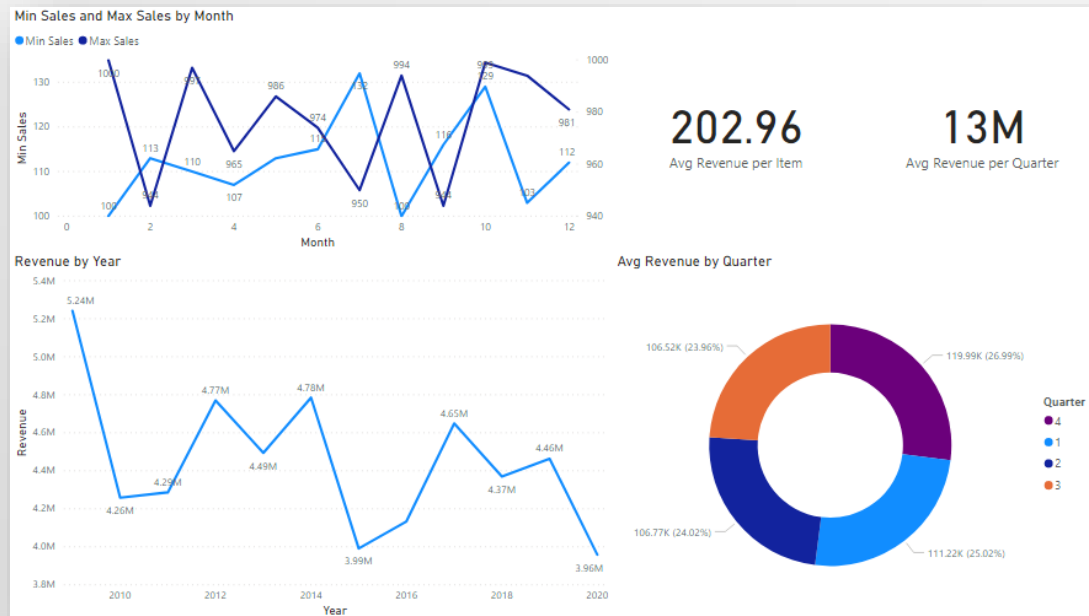 Min Sales and Max Sales by Month
Min Sales Max Sales
Min Sales
130
120
110
100
1000
980
960
940
1000
944
997
965
986
974
950
994
944
981
100
113
110
107
132
100
116
129
103
112
0 2 4 6 8 10 12
Month
202.96
Avg Revenue per Item
13M
Avg Revenue per Quarter
Revenue by Year
Revenue
5.4M
5.2M
5.0M
4.8M
4.6M
4.4M
4.2M
4.0M
3.8M
5.24M
4.26M
4.29M
4.77M
4.49M
4.78M
3.99M
4.65M
4.37M
4.46M
3.96M
2010 2012 2014 2016 2018 2020
Year
Avg Revenue by Quarter
106.52K (23.96%)
119.99K (26.99%)
106.77K (24.02%)
111.22K (25.02%)
Quarter
4
1
2
3